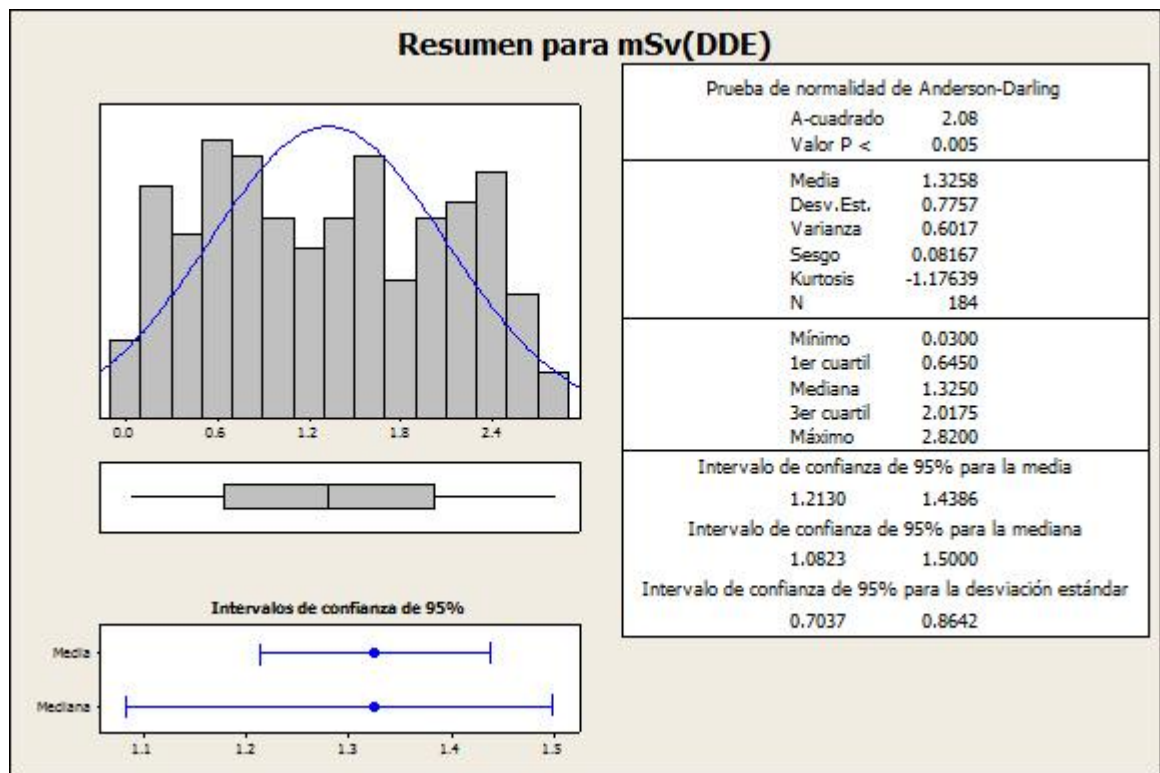 Resumen para mSv(DDE)
0.0 0.6 1.2 1.8 2.4
Intervalos de confianza de 95%
Media
Mediana
1.1 1.2 1.3 1.4 1.5
Prueba de normalidad de Anderson-Darling
A-cuadrado 2.08
Valor P < 0.005
Media 1.3258
Desv.Est. 0.7757
Varianza 0.6017
Sesgo 0.08167
Kurtosis -1.17639
N 184
Mínimo 0.0300
1er cuartil 0.6450
Mediana 1.3250
3er cuartil 2.0175
Máximo 2.8200
Intervalo de confianza de 95% para la media
1.2130 1.4386
Intervalo de confianza de 95% para la mediana
1.0823 1.5000
Intervalo de confianza de 95% para la desviación estándar
0.7037 0.8642